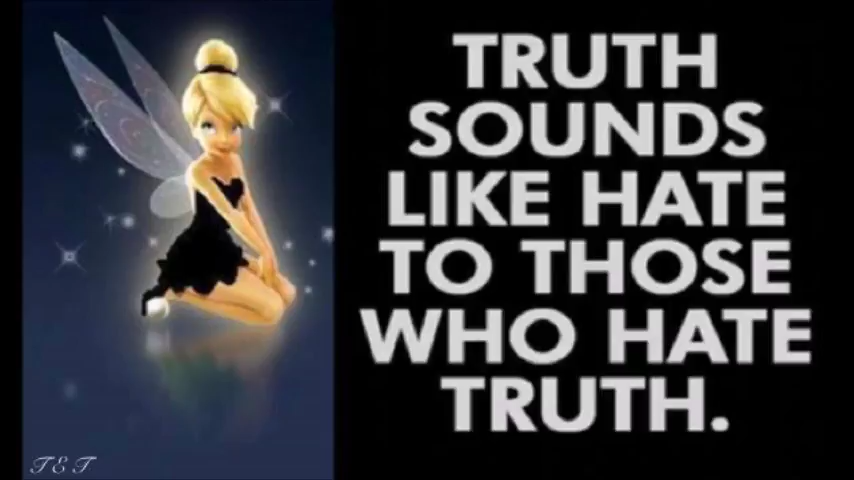 TRUTH
SOUNDS
LIKE HATE
TO THOSE
WHO HATE
TRUTH.
T&T